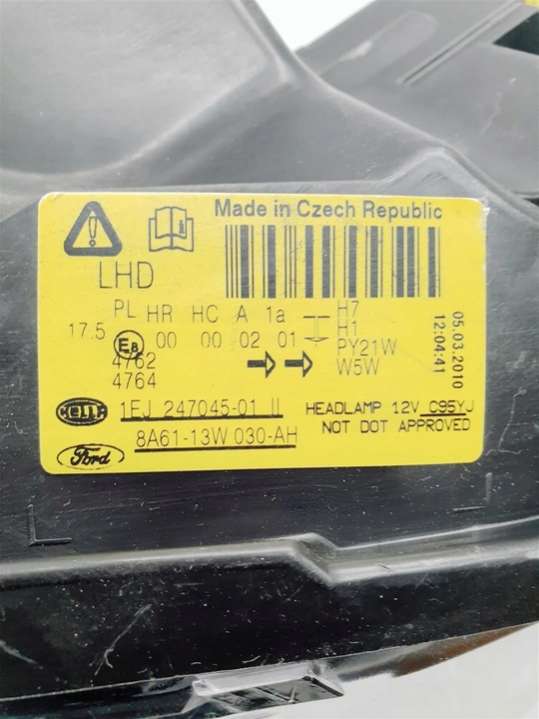 Made in Czech Republic
LHD
PL HR HC A 1a H7
17.5 E8 00 00 02 01 H1
PY21W
4762 W5W
4764
05.03.2010
12:04:41
HELLA 1EJ 247045-01 II HEADLAMP 12V C95YJ
Ford 8A61-13W 030-AH NOT DOT APPROVED